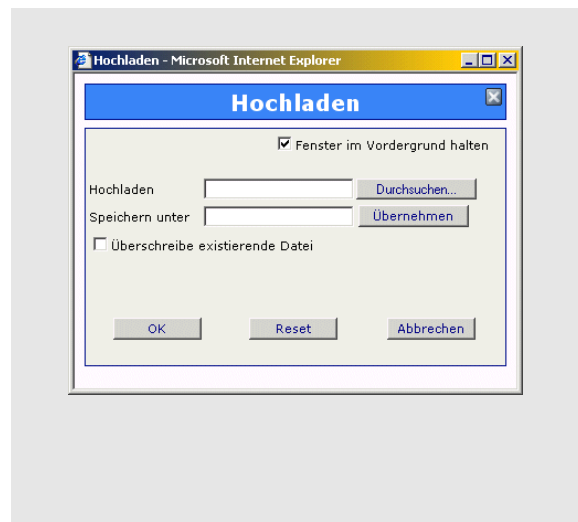 Hochladen - Microsoft Internet Explorer
Hochladen
Fenster im Vordergrund halten
Hochladen Durchsuchen...
Speichern unter Übernehmen
Überschreibe existierende Datei
OK Reset Abbrechen